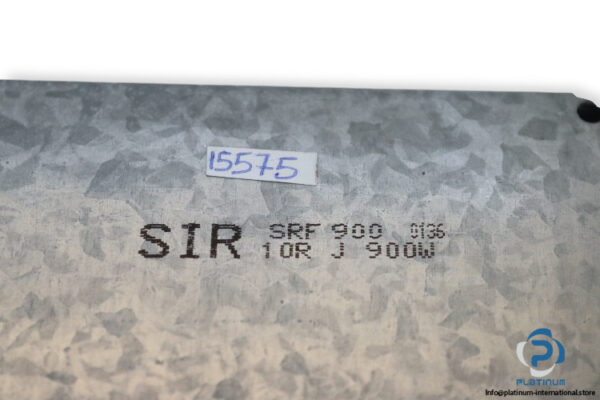 15575
SIR SRF 900 0136
10R J 900W
PLATINUM
Info@platinum-international.store